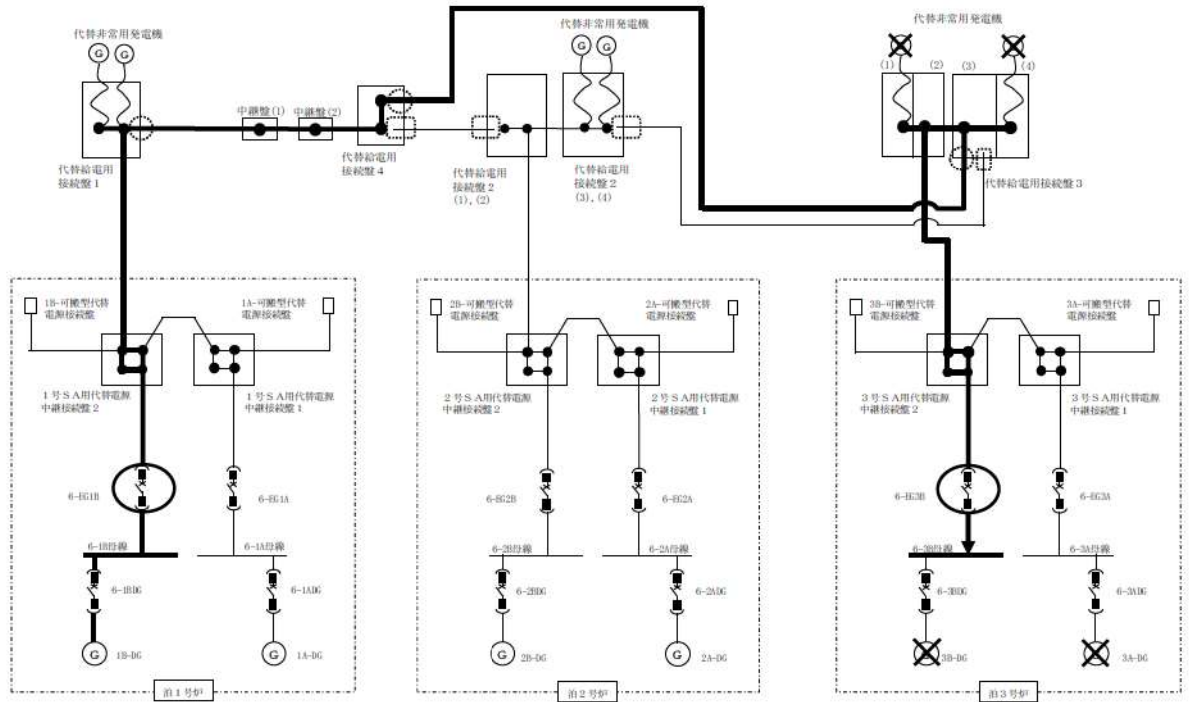 代替非常用発電機
G
G
代替非常用発電機
G
G
代替非常用発電機
(1)
(2)
(3)
(4)
中継盤(1)
中継盤(2)
代替給電用
接続盤1
代替給電用
接続盤4
代替給電用
接続盤2
(1),(2)
代替給電用
接続盤2
(3),(4)
代替給電用接続盤3
1B-可搬型代替
電源接続盤
1A-可搬型代替
電源接続盤
1号SA用代替電源
中継接続盤2
1号SA用代替電源
中継接続盤1
6-EG1B
6-EG1A
6-1B母線
6-1A母線
6-1BDG
6-1ADG
G
1B-DG
G
1A-DG
泊1号炉
2B-可搬型代替
電源接続盤
2A-可搬型代替
電源接続盤
2号SA用代替電源
中継接続盤2
2号SA用代替電源
中継接続盤1
6-EG2B
6-EG2A
6-2B母線
6-2A母線
6-2BDG
6-2ADG
G
2B-DG
G
2A-DG
泊2号炉
3B-可搬型代替
電源接続盤
3A-可搬型代替
電源接続盤
3号SA用代替電源
中継接続盤2
3号SA用代替電源
中継接続盤1
6-EG3B
6-EG3A
6-3B母線
6-3A母線
6-3BDG
6-3ADG
3B-DG
3A-DG
泊3号炉